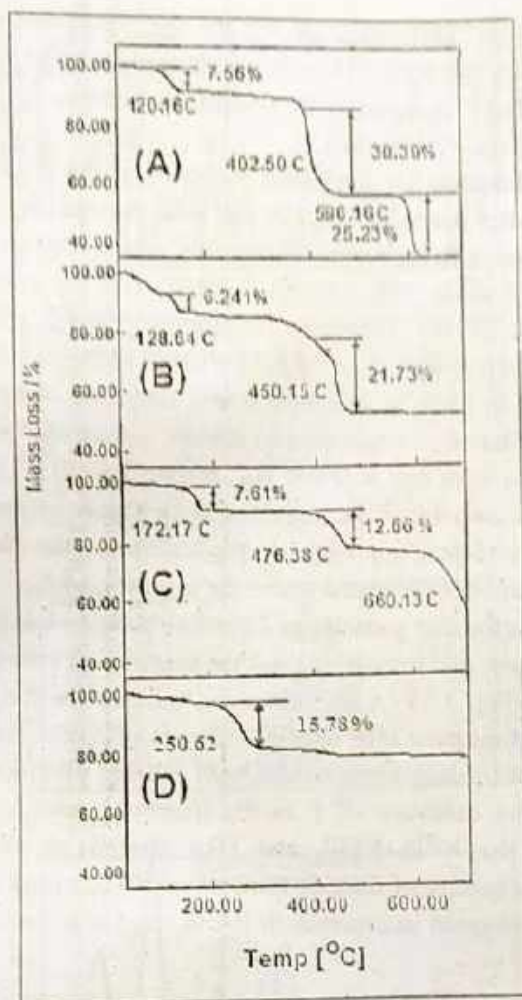 Mass Loss / %
100.00
80.00
60.00
40.00
7.56%
120.16C
(A)
402.50 C
30.30%
596.16C
25.23%
100.00
80.00
60.00
40.00
6.241%
128.64 C
(B)
450.15 C
21.73%
100.00
80.00
60.00
40.00
7.61%
172.17 C
(C)
476.38 C
12.66 %
660.13 C
100.00
80.00
60.00
40.00
250.62
15.78%
(D)
200.00
400.00
600.00
Temp [°C]